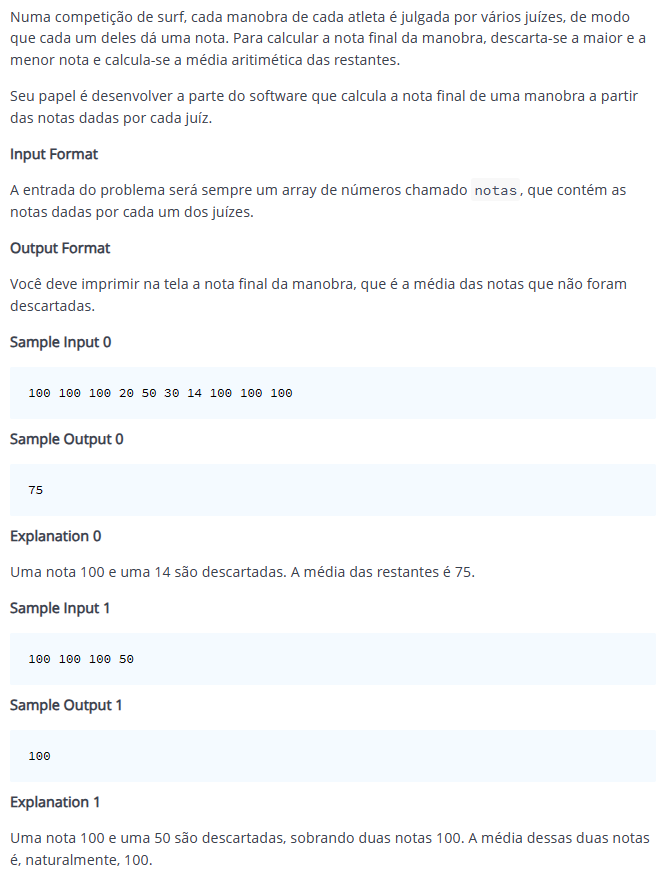 Numa competição de surf, cada manobra de cada atleta é julgada por vários juízes, de modo
que cada um deles dá uma nota. Para calcular a nota final da manobra, descarta-se a maior e a
menor nota e calcula-se a média aritimética das restantes.
Seu papel é desenvolver a parte do software que calcula a nota final de uma manobra a partir
das notas dadas por cada juíz.
Input Format
A entrada do problema será sempre um array de números chamado notas, que contém as
notas dadas por cada um dos juízes.
Output Format
Você deve imprimir na tela a nota final da manobra, que é a média das notas que não foram
descartadas.
Sample Input 0
100 100 100 20 50 30 14 100 100 100
Sample Output 0
75
Explanation 0
Uma nota 100 e uma 14 são descartadas. A média das restantes é 75.
Sample Input 1
100 100 100 50
Sample Output 1
100
Explanation 1
Uma nota 100 e uma 50 são descartadas, sobrando duas notas 100. A média dessas duas notas
é, naturalmente, 100.